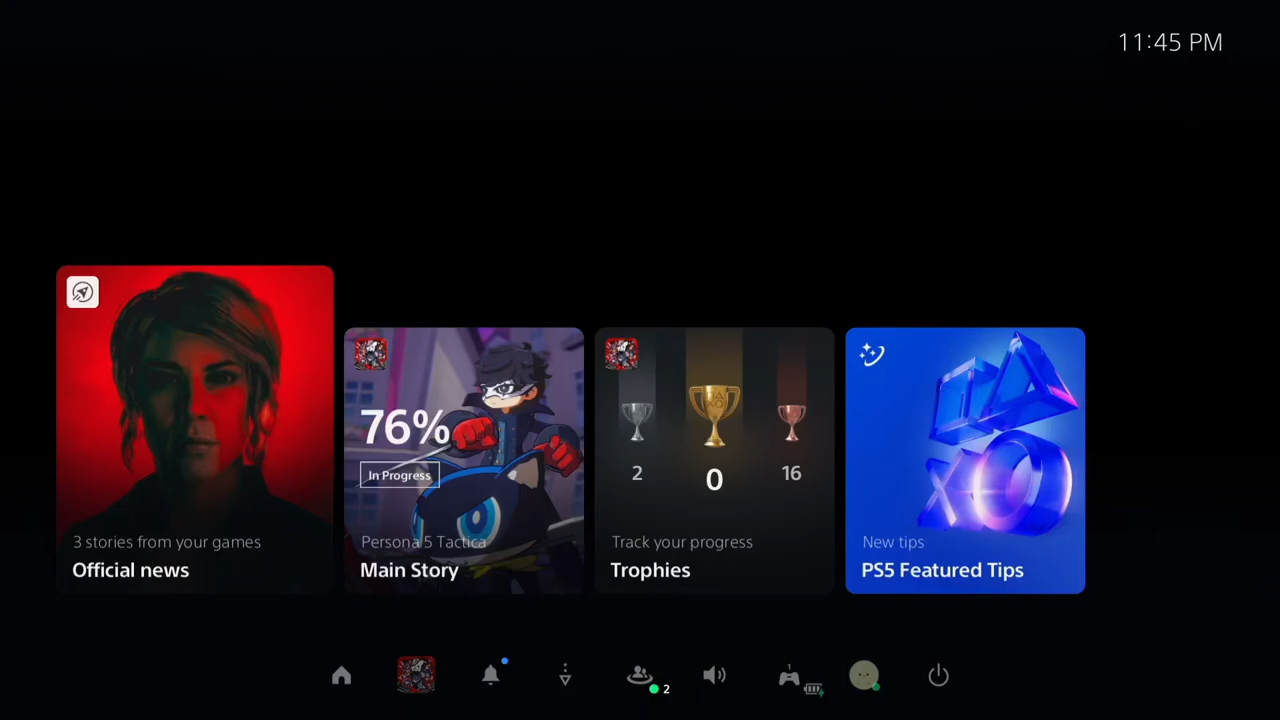 11:45 PM
3 stories from your games
Official news
76%
In Progress
Persona 5 Tactica
Main Story
2
0
16
Track your progress
Trophies
New tips
PS5 Featured Tips
2
1